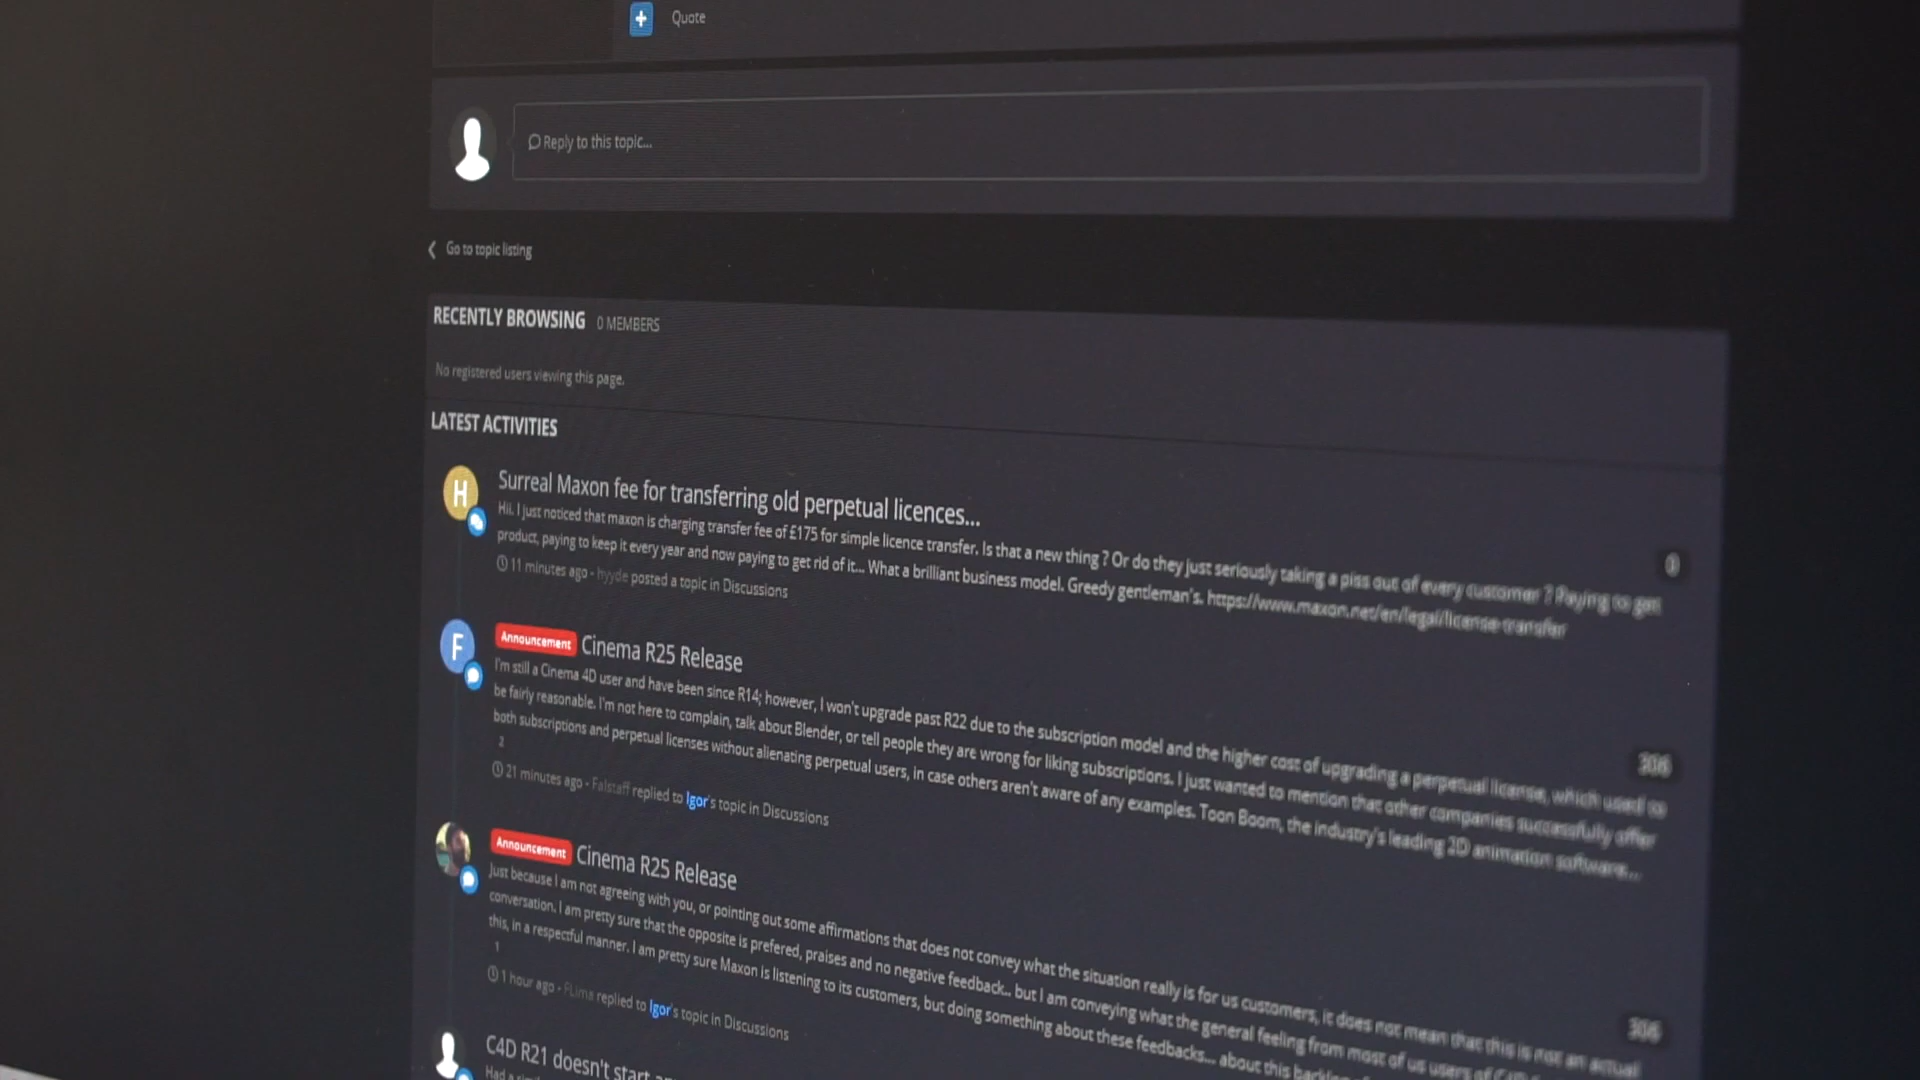 Quote
Reply to this topic...
Go to topic listing
RECENTLY BROWSING 0 MEMBERS
No registered users viewing this page.
LATEST ACTIVITIES
H
Surreal Maxon fee for transferring old perpetual licences...
Hii. I just noticed that maxon is charging transfer fee of £175 for simple licence transfer. Is that a new thing ? Or do they just seriously taking a piss out of every customer ? Paying to get
product, paying to keep it every year and now paying to get rid of it... What a brilliant business model. Greedy gentleman's. https://www.maxon.net/en/legal/license-transfer
11 minutes ago - hyyde posted a topic in Discussions
F
Announcement Cinema R25 Release
I'm still a Cinema 4D user and have been since R14; however, I won't upgrade past R22 due to the subscription model and the higher cost of upgrading a perpetual license, which used to
be fairly reasonable. I'm not here to complain, talk about Blender, or tell people they are wrong for liking subscriptions. I just wanted to mention that other companies successfully offer
both subscriptions and perpetual licenses without alienating perpetual users, in case others aren't aware of any examples. Toon Boom, the industry's leading 2D animation software...
306
2
21 minutes ago - Falstaff replied to Igor's topic in Discussions
Announcement Cinema R25 Release
Just because I am not agreeing with you, or pointing out some affirmations that does not convey what the situation really is for us customers, it does not mean that this is not an actual
conversation. I am pretty sure that the opposite is prefered, praises and no negative feedback.. but I am conveying what the general feeling from most of us users of C4D
this, in a respectful manner. I am pretty sure Maxon is listening to its customers, but doing something about these feedbacks... about this
306
1
1 hour ago - FLima replied to Igor's topic in Discussions
C4D R21 doesn't start
Had a